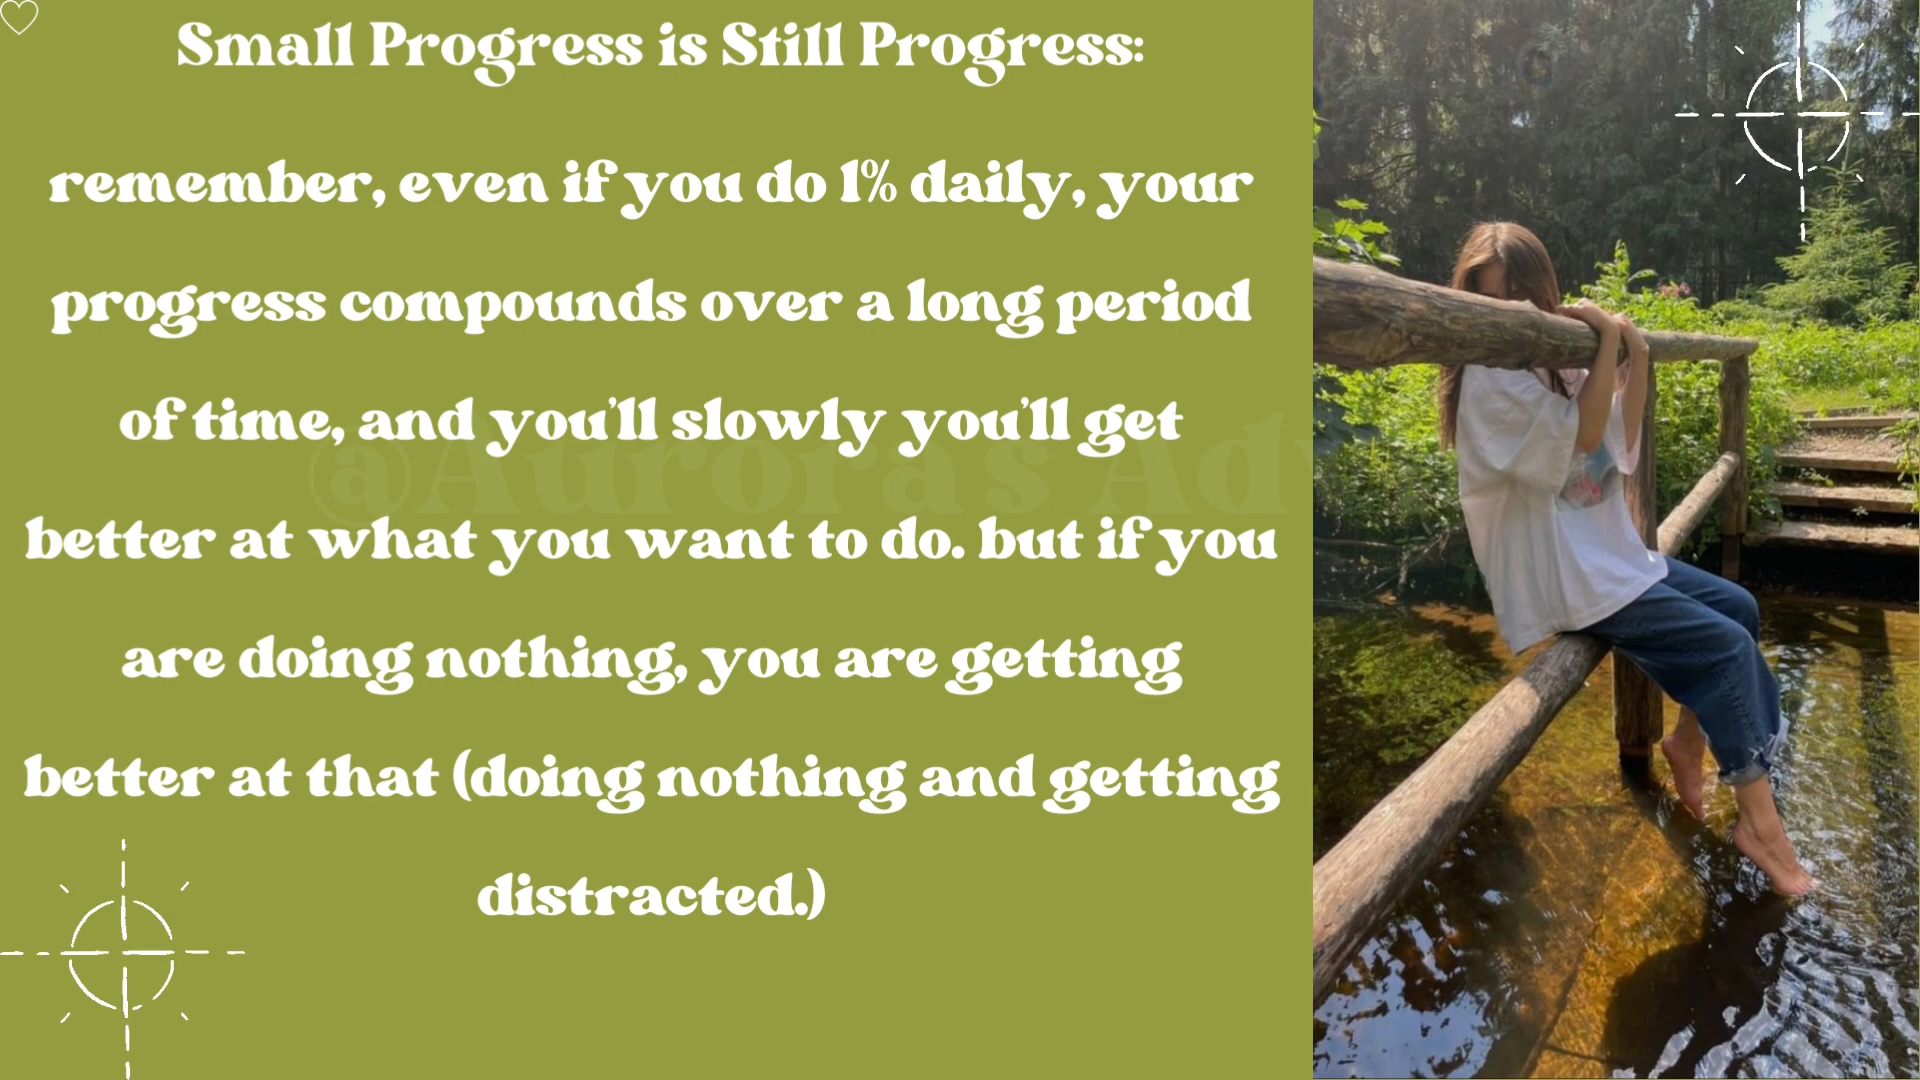 Small Progress is Still Progress:
remember, even if you do 1% daily, your
progress compounds over a long period
of time, and you'll slowly you'll get
better at what you want to do. but if you
are doing nothing, you are getting
better at that (doing nothing and getting
distracted.)
@Aurora's Adv